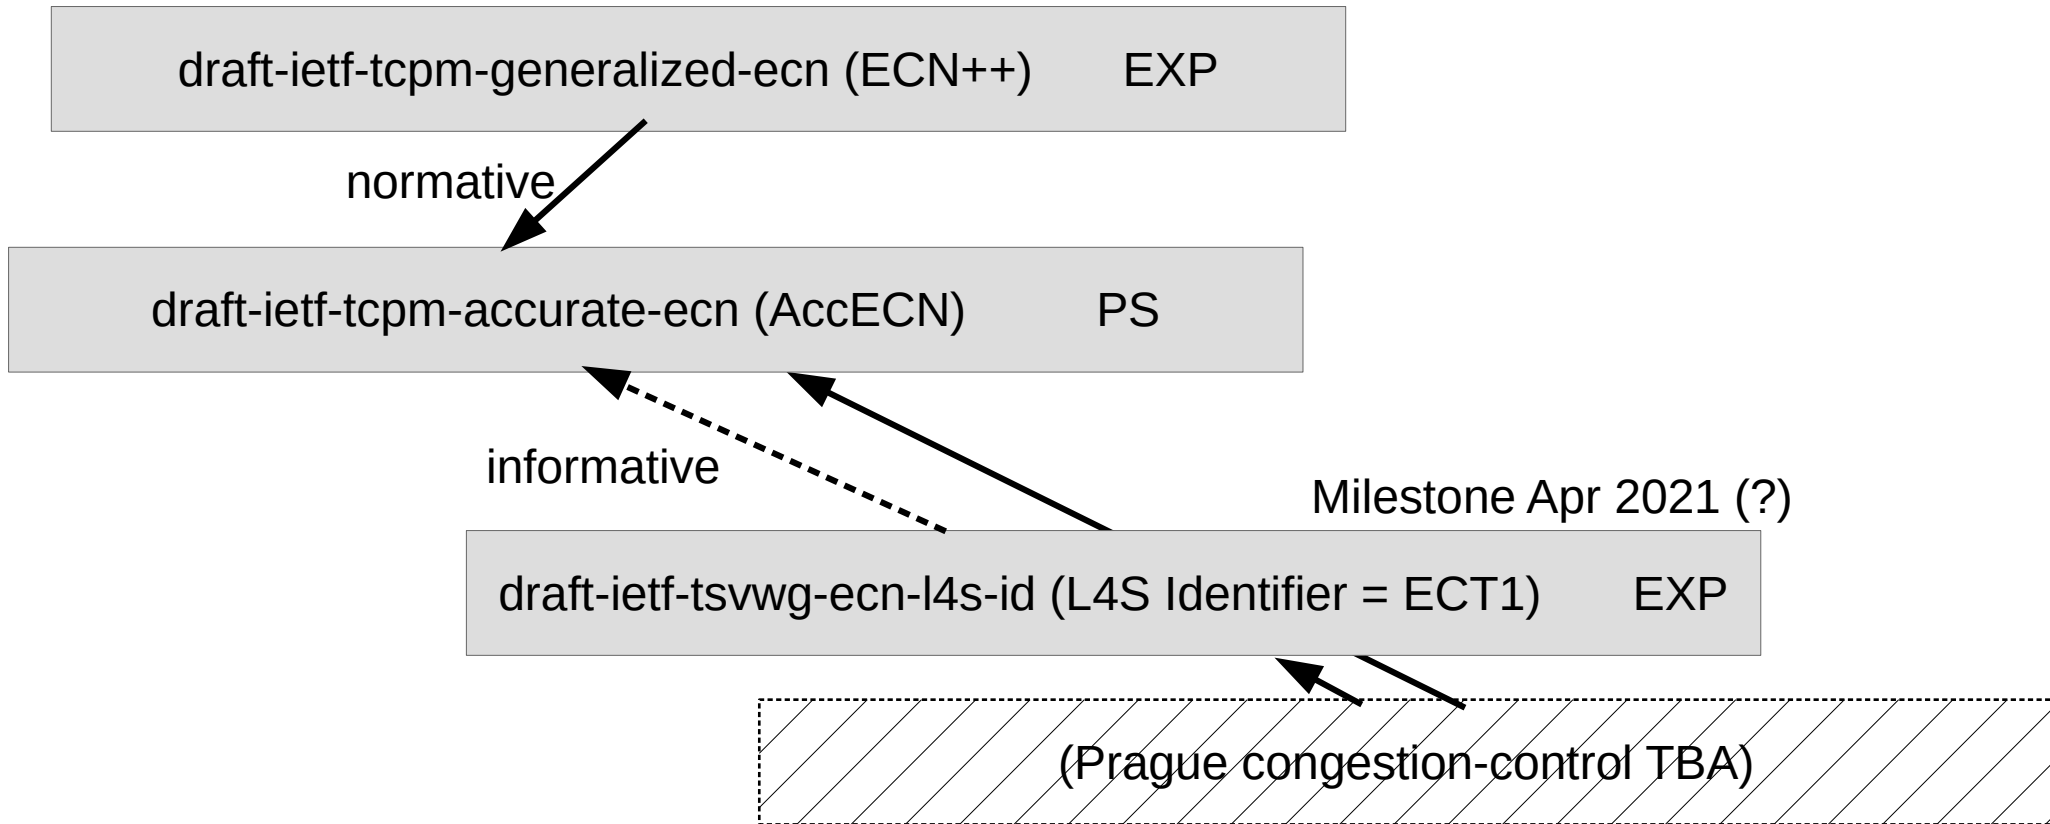 draft-ietf-tcpm-generalized-ecn (ECN++) EXP
normative
draft-ietf-tcpm-accurate-ecn (AccECN) PS
informative
Milestone Apr 2021 (?)
draft-ietf-tsvwg-ecn-l4s-id (L4S Identifier = ECT1) EXP
(Prague congestion-control TBA)